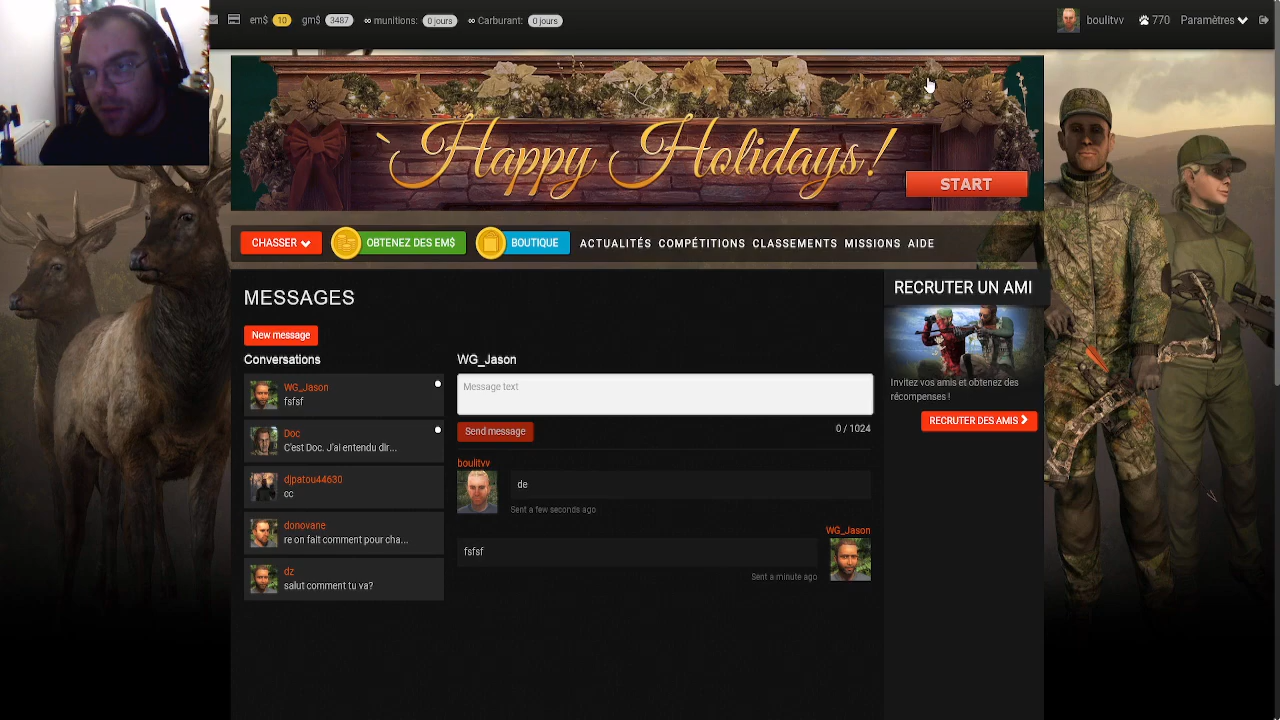 em$ 10 gm$ 3487 ∞ munitions: 0 jours ∞ Carburant: 0 jours
boulitvv 770 Paramètres
Happy Holidays!
START
CHASSER OBTENEZ DES EM$ BOUTIQUE ACTUALITÉS COMPÉTITIONS CLASSEMENTS MISSIONS AIDE
MESSAGES
New message
Conversations
WG_Jason
fsfsf
Doc
C'est Doc. J'ai entendu dir...
djpatou44630
cc
donovane
re on fait comment pour cha...
dz
salut comment tu va?
WG_Jason
Message text
Send message
0 / 1024
boulitvv
de
Sent a few seconds ago
WG_Jason
fsfsf
Sent a minute ago
RECRUTER UN AMI
Invitez vos amis et obtenez des
récompenses !
RECRUTER DES AMIS